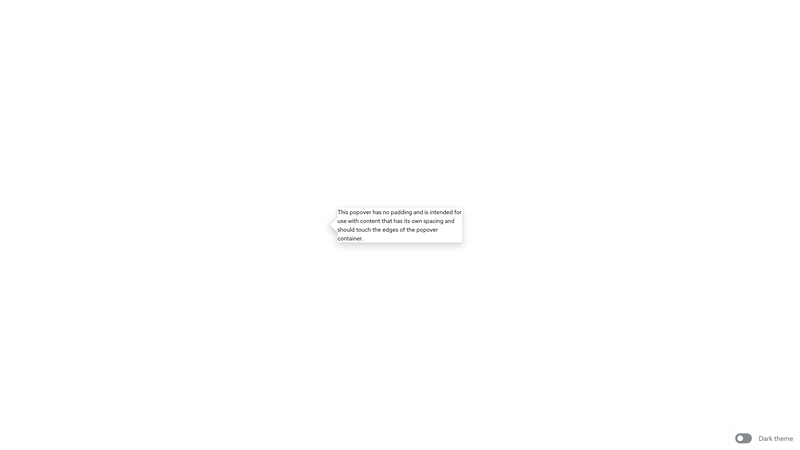 This popover has no padding and is intended for
use with content that has its own spacing and
should touch the edges of the popover
container.
Dark theme